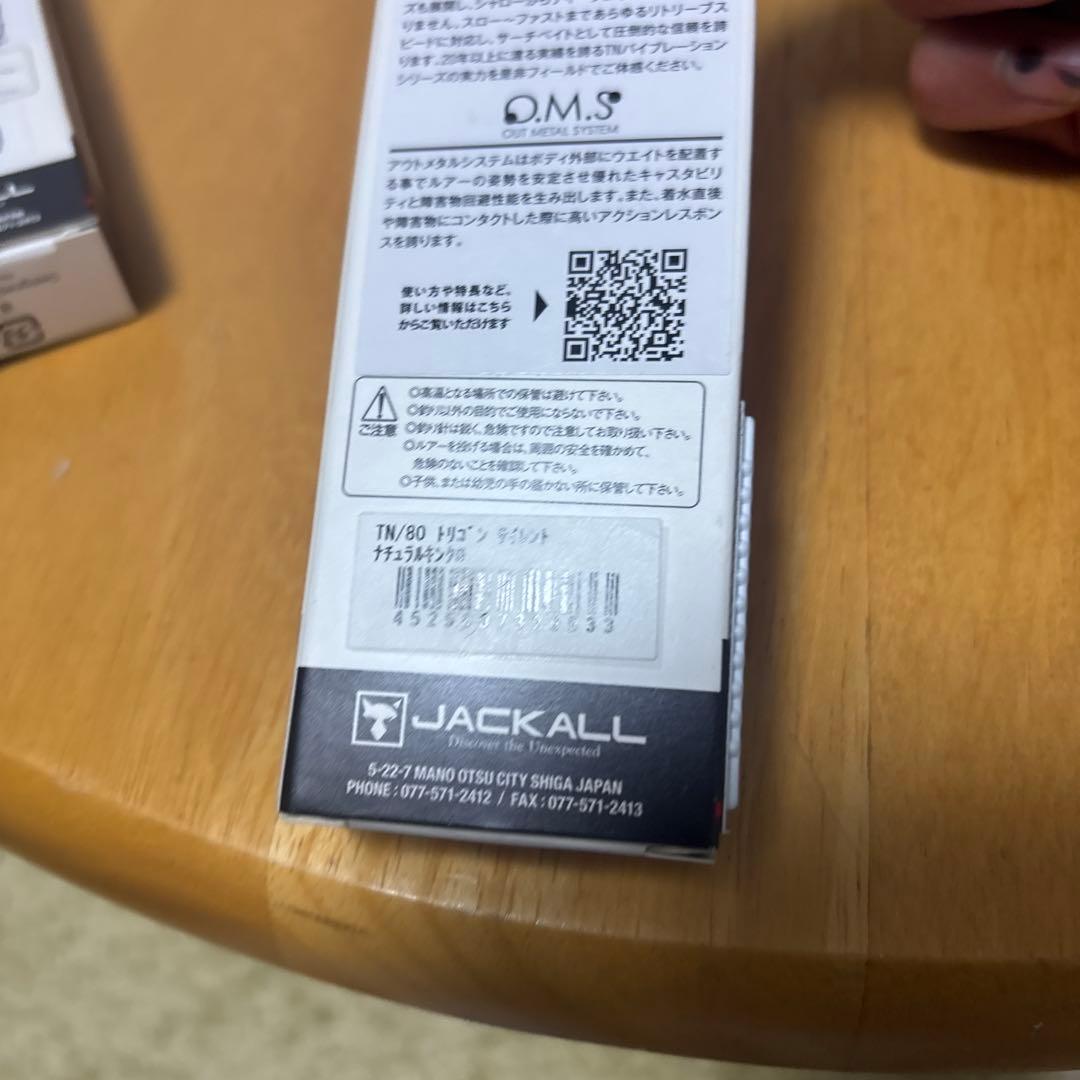 ズも展開し、シャローから
りません。スロー～ファストまであらゆるリトリーブス
ピードに対応し、サーチベイトとして圧倒的な信頼を誇
ります。20年以上に渡る実績を誇るTNバイブレーション
シリーズの実力を是非フィールドでご体感ください。
O.M.S
OUT METAL SYSTEM
アウトメタルシステムはボディ外部にウエイトを配置す
る事でルアーの姿勢を安定させ優れたキャスタビリ
ティと障害物回避性能を生み出します。また、着水直後
や障害物にコンタクトした際に高いアクションレスポン
スを誇ります。
使い方や特長など、
詳しい情報はこちら
からご覧いただけます
ご注意
◎高温となる場所での保管は避けて下さい。
◎釣り以外の目的でご使用にならないで下さい。
◎釣り針は鋭く、危険ですので注意してお取り扱い下さい。
◎ルアーを投げる場合は、周囲の安全を確かめて、
危険のないことを確認して下さい。
◎子供、または幼児の手の届かない所に保管して下さい。
TN/80 トリゴン サイレント
ナチュラルキンクロ
JACKALL
Discover the Unexpected
5-22-7 MANO OTSU CITY SHIGA JAPAN
PHONE : 077-571-2412 / FAX : 077-571-2413